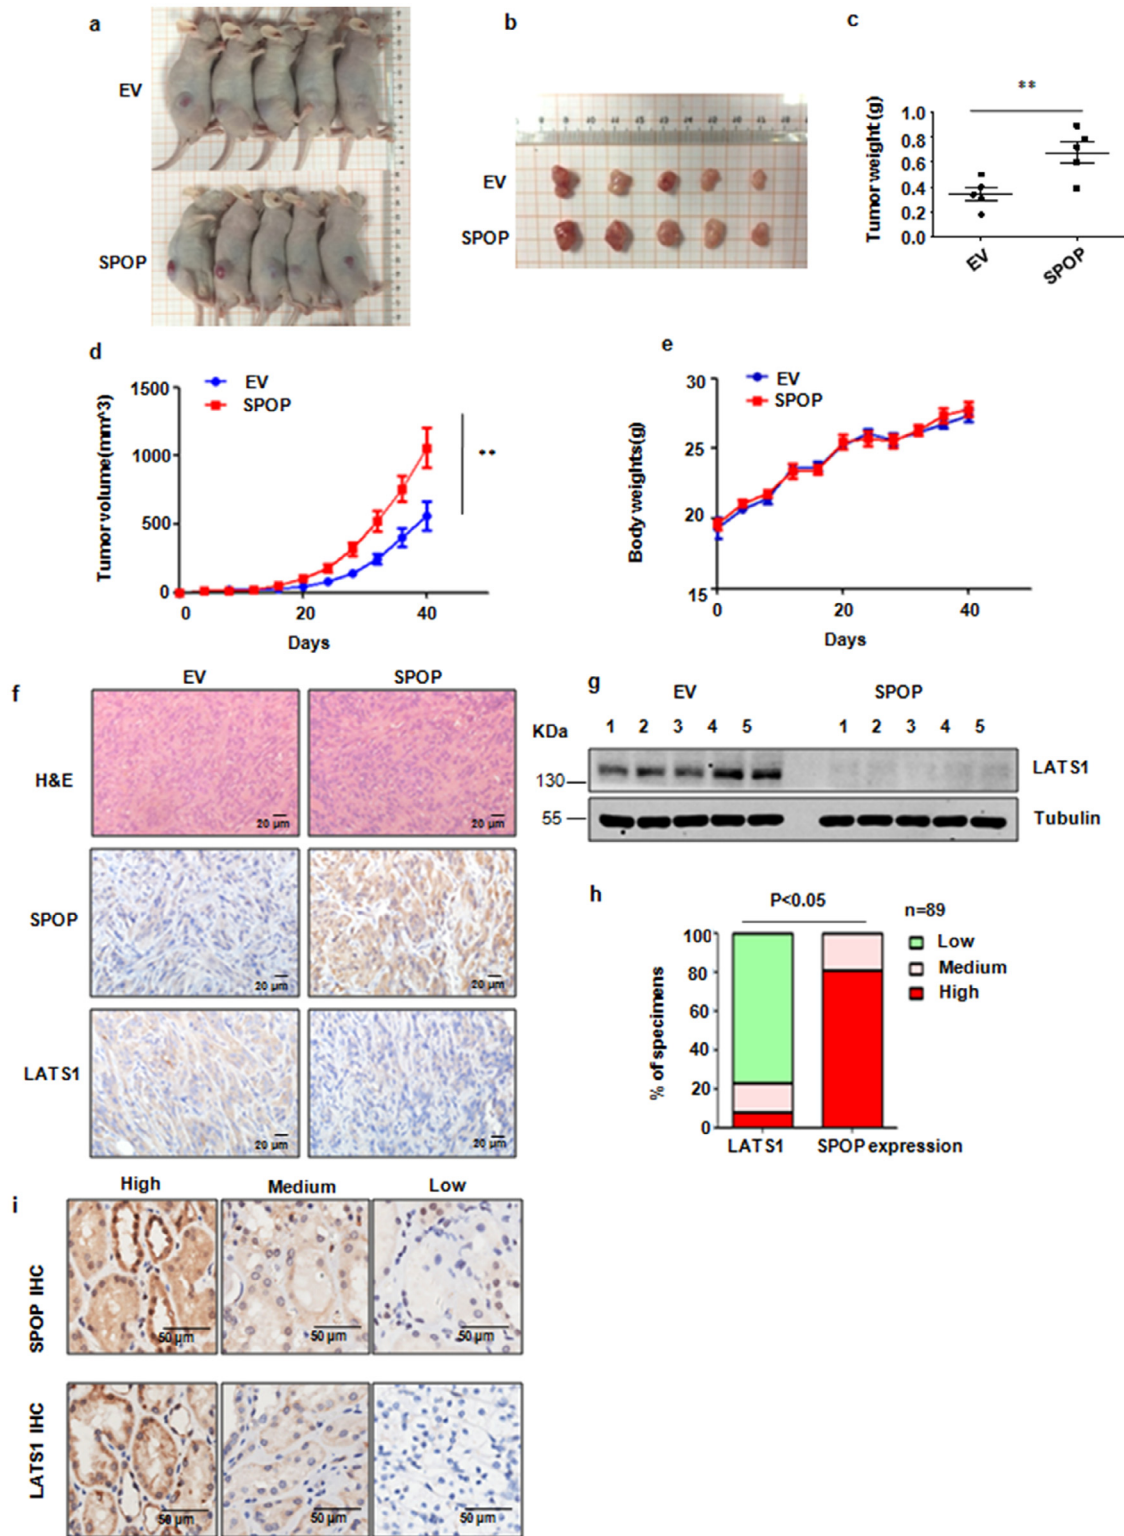 a
EV
SPOP
b
EV
SPOP
c
**
Tumor weight (g)
1.0
0.8
0.6
0.4
0.2
0.0
EV
SPOP
d
EV
SPOP
Tumor volume(mm^3)
1500
1000
500
0
**
0 20 40
Days
e
EV
SPOP
Body weights(g)
30
25
20
15
0 20 40
Days
f
EV SPOP
H&E
20 µm 20 µm
SPOP
20 µm 20 µm
LATS1
20 µm 20 µm
g
EV SPOP
KDa
1 2 3 4 5 1 2 3 4 5
130
LATS1
55
Tubulin
h
P<0.05
n=89
Low
Medium
High
% of specimens
100
80
60
40
20
0
LATS1 SPOP expression
i
High Medium Low
SPOP IHC
50 µm 50 µm 50 µm
LATS1 IHC
50 µm 50 µm 50 µm